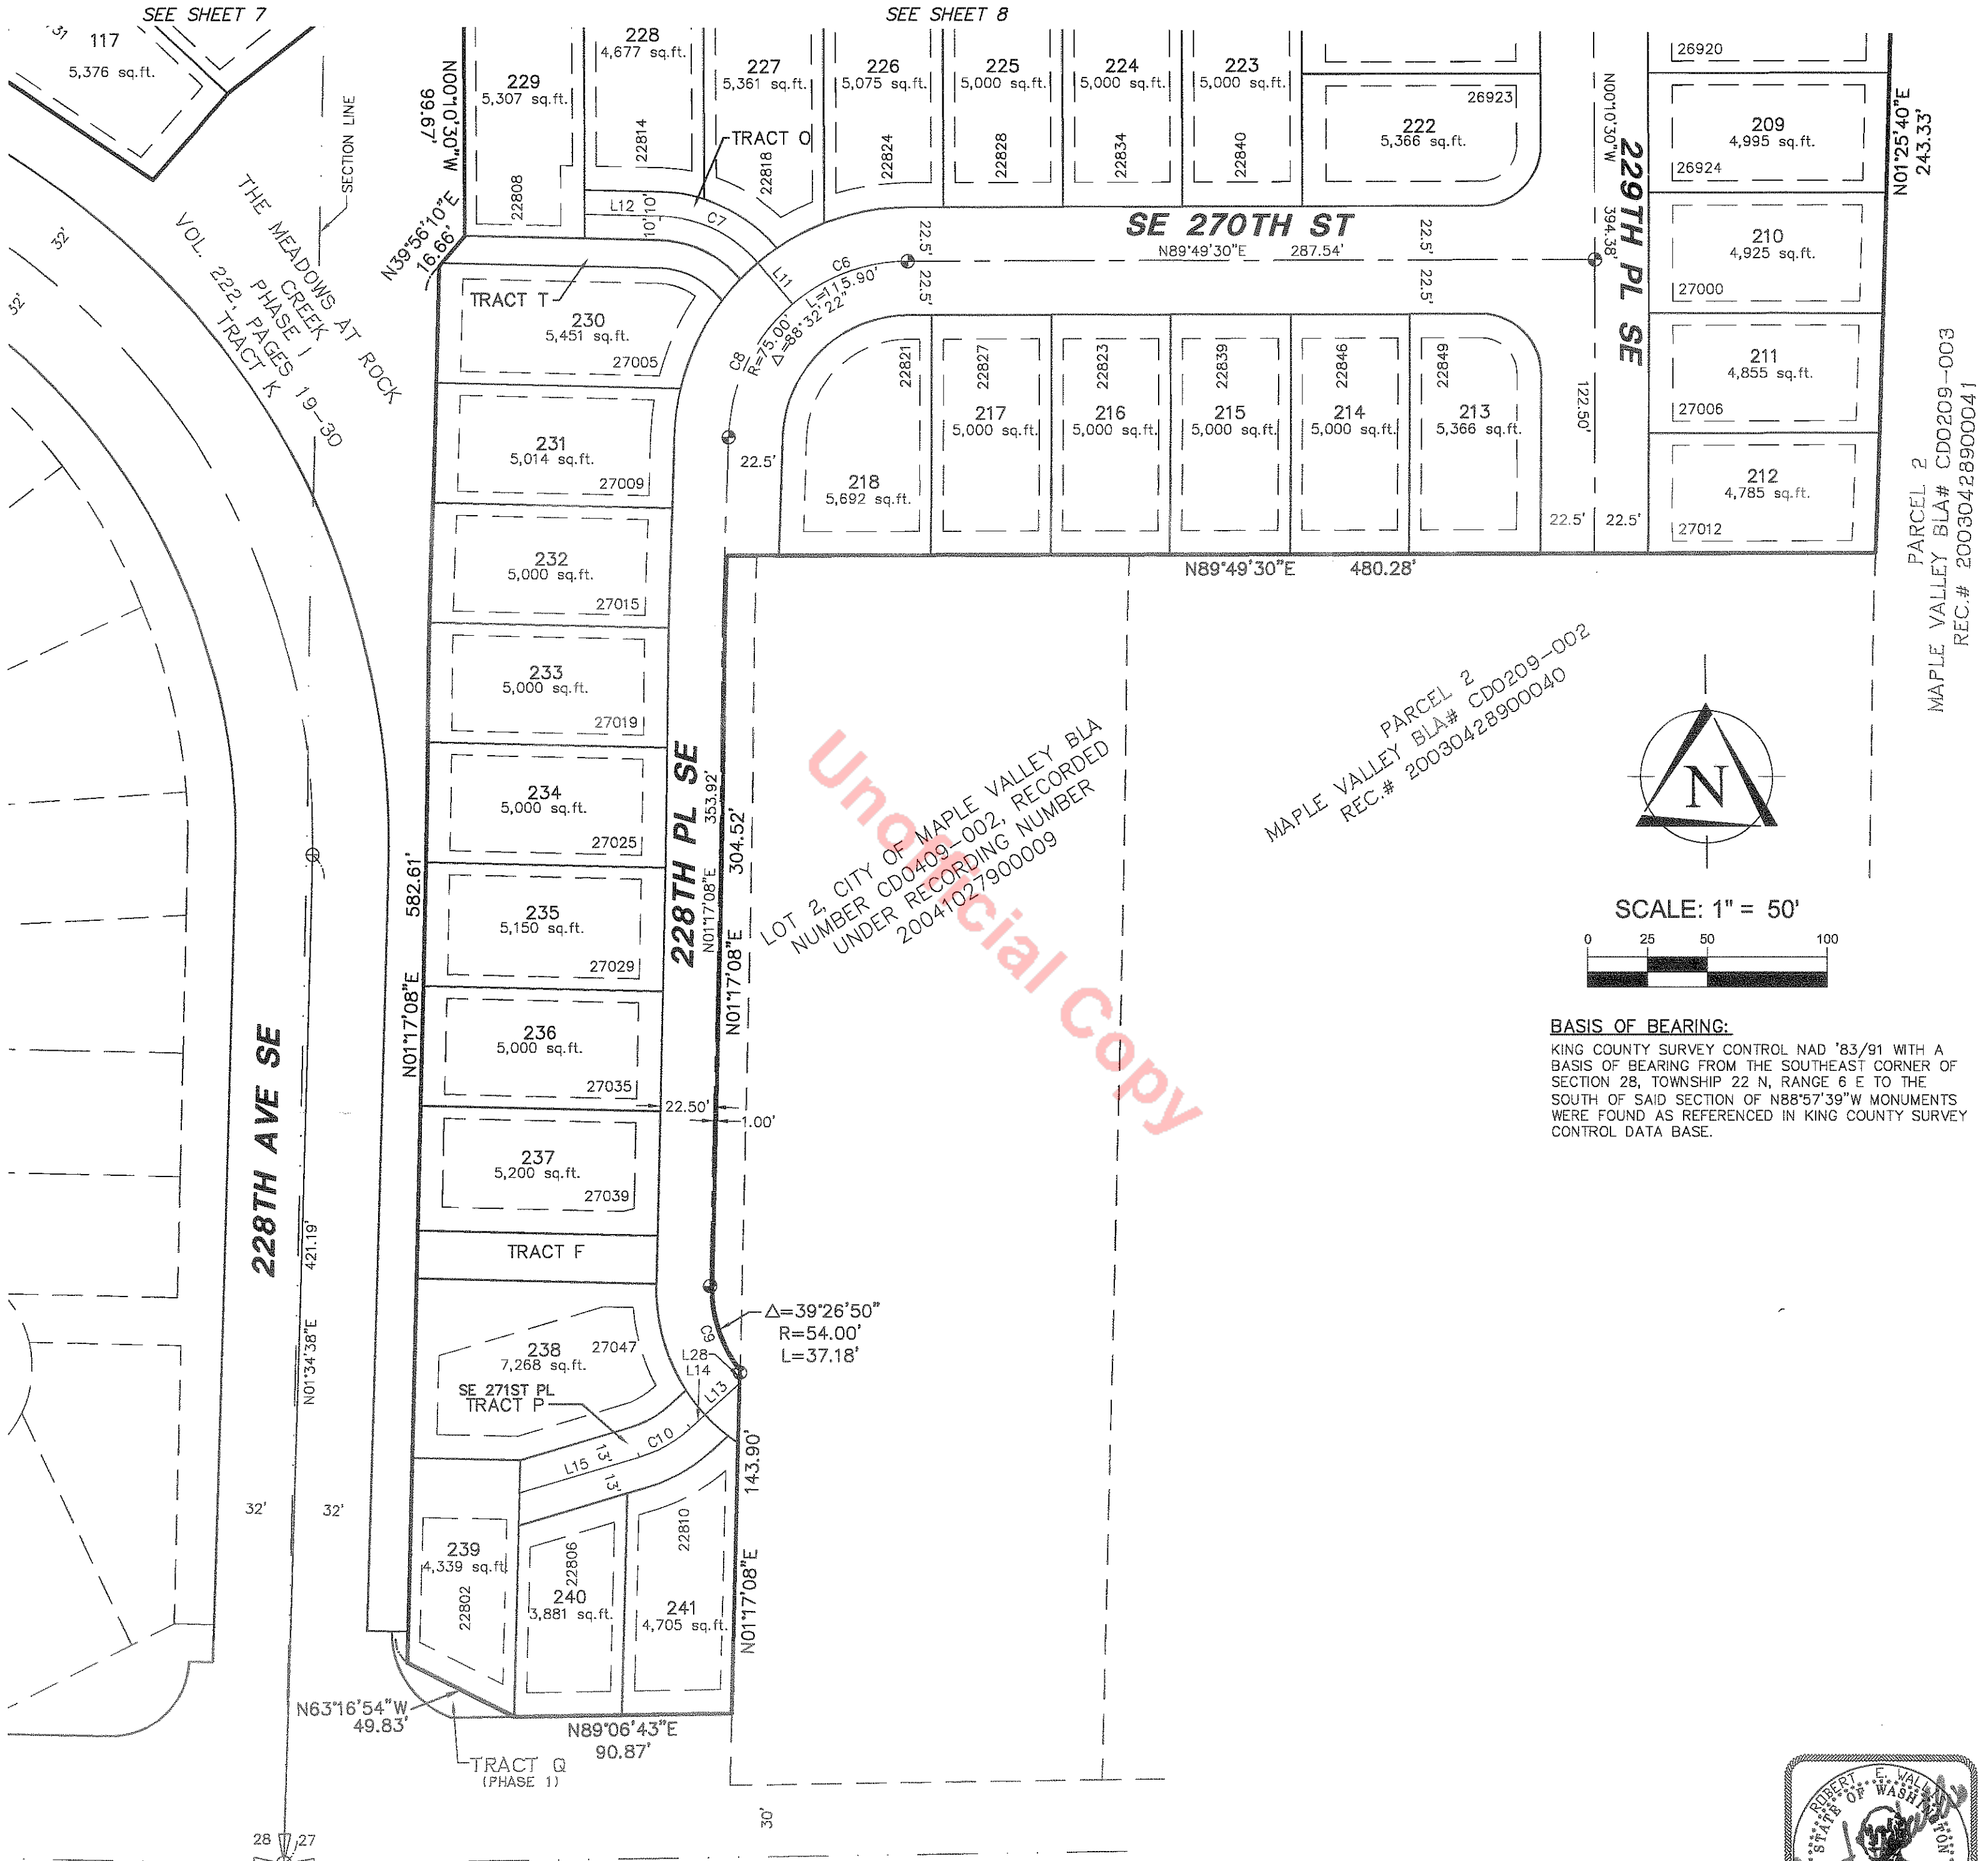 SEE SHEET 7
SEE SHEET 8
117
5,376 sq.ft.
SECTION LINE
THE MEADOWS AT ROCK
CREEK
PHASE 1
VOL. 222, PAGES 19-30
TRACT K
32'
32'
N00°10'30"W
99.67'
N39°56'10"E
16.66'
229
5,307 sq.ft.
22808
228
4,677 sq.ft.
22814
227
5,361 sq.ft.
22818
TRACT O
226
5,075 sq.ft.
22824
225
5,000 sq.ft.
22828
224
5,000 sq.ft.
22834
223
5,000 sq.ft.
22840
222
5,366 sq.ft.
26923
26920
209
4,995 sq.ft.
26924
210
4,925 sq.ft.
27000
211
4,855 sq.ft.
27006
212
4,785 sq.ft.
27012
N01°25'40"E
243.33'
N00°10'30"W
394.38'
229TH PL SE
122.50'
22.5'
22.5'
PARCEL 2
MAPLE VALLEY BLA# CD0209-003
REC.# 20030428900041
L12
10'
10'
C7
L11
C6
L=115.90'
R=75.00'
Δ=88°32'22"
C8
SE 270TH ST
N89°49'30"E
287.54'
22.5'
22.5'
22.5'
22.5'
22.5'
TRACT T
230
5,451 sq.ft.
27005
231
5,014 sq.ft.
27009
232
5,000 sq.ft.
27015
233
5,000 sq.ft.
27019
234
5,000 sq.ft.
27025
235
5,150 sq.ft.
27029
236
5,000 sq.ft.
27035
237
5,200 sq.ft.
27039
TRACT F
218
5,692 sq.ft.
22821
217
5,000 sq.ft.
22827
216
5,000 sq.ft.
22823
215
5,000 sq.ft.
22839
214
5,000 sq.ft.
22846
213
5,366 sq.ft.
22849
N89°49'30"E
480.28'
228TH PL SE
N01°17'08"E
353.92'
N01°17'08"E
304.52'
N01°17'08"E
582.61'
22.50'
1.00'
LOT 2, CITY OF MAPLE VALLEY BLA
NUMBER CD0409-002, RECORDED
UNDER RECORDING NUMBER
20041027900009
PARCEL 2
MAPLE VALLEY BLA# CD0209-002
REC.# 20030428900040
Unofficial Copy
N
SCALE: 1" = 50'
0 25 50 100
BASIS OF BEARING:
KING COUNTY SURVEY CONTROL NAD '83/91 WITH A
BASIS OF BEARING FROM THE SOUTHEAST CORNER OF
SECTION 28, TOWNSHIP 22 N, RANGE 6 E TO THE
SOUTH OF SAID SECTION OF N88°57'39"W MONUMENTS
WERE FOUND AS REFERENCED IN KING COUNTY SURVEY
CONTROL DATA BASE.
228TH AVE SE
N01°34'38"E
421.19'
32'
32'
Δ=39°26'50"
R=54.00'
L=37.18'
C9
L28
L14
L13
238
7,268 sq.ft.
27047
SE 271ST PL
TRACT P
C10
L15
13'
13'
143.90'
N01°17'08"E
239
4,339 sq.ft.
22802
240
3,881 sq.ft.
22806
241
4,705 sq.ft.
22810
N63°16'54"W
49.83'
N89°06'43"E
90.87'
TRACT Q
(PHASE 1)
30'
28
27
ROBERT E.
STATE OF WASHINGTON